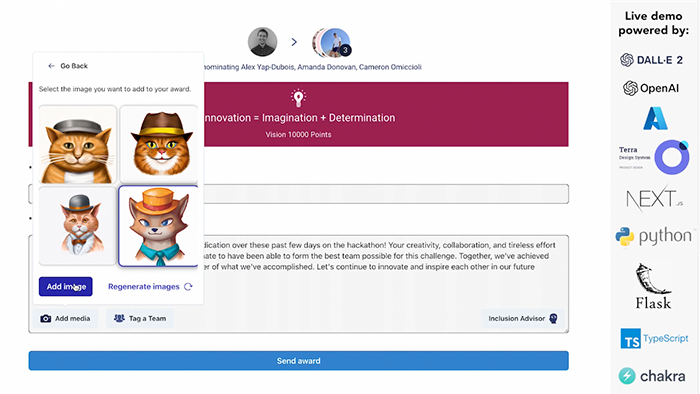 3
nominating Alex Yap-Dubois, Amanda Donovan, Cameron Omiccioli
Go Back
Select the image you want to add to your award.
nnovation = Imagination + Determination
Vision 10000 Points
dication over these past few days on the hackathon! Your creativity, collaboration, and tireless effort
nate to have been able to form the best team possible for this challenge. Together, we've achieved
er of what we've accomplished. Let's continue to innovate and inspire each other in our future
Add image
Regenerate images
Add media
Tag a Team
Inclusion Advisor
Send award
Live demo
powered by:
DALL·E 2
OpenAI
Terra
Design System
NEXT.JS
python
Flask
TS TypeScript
chakra